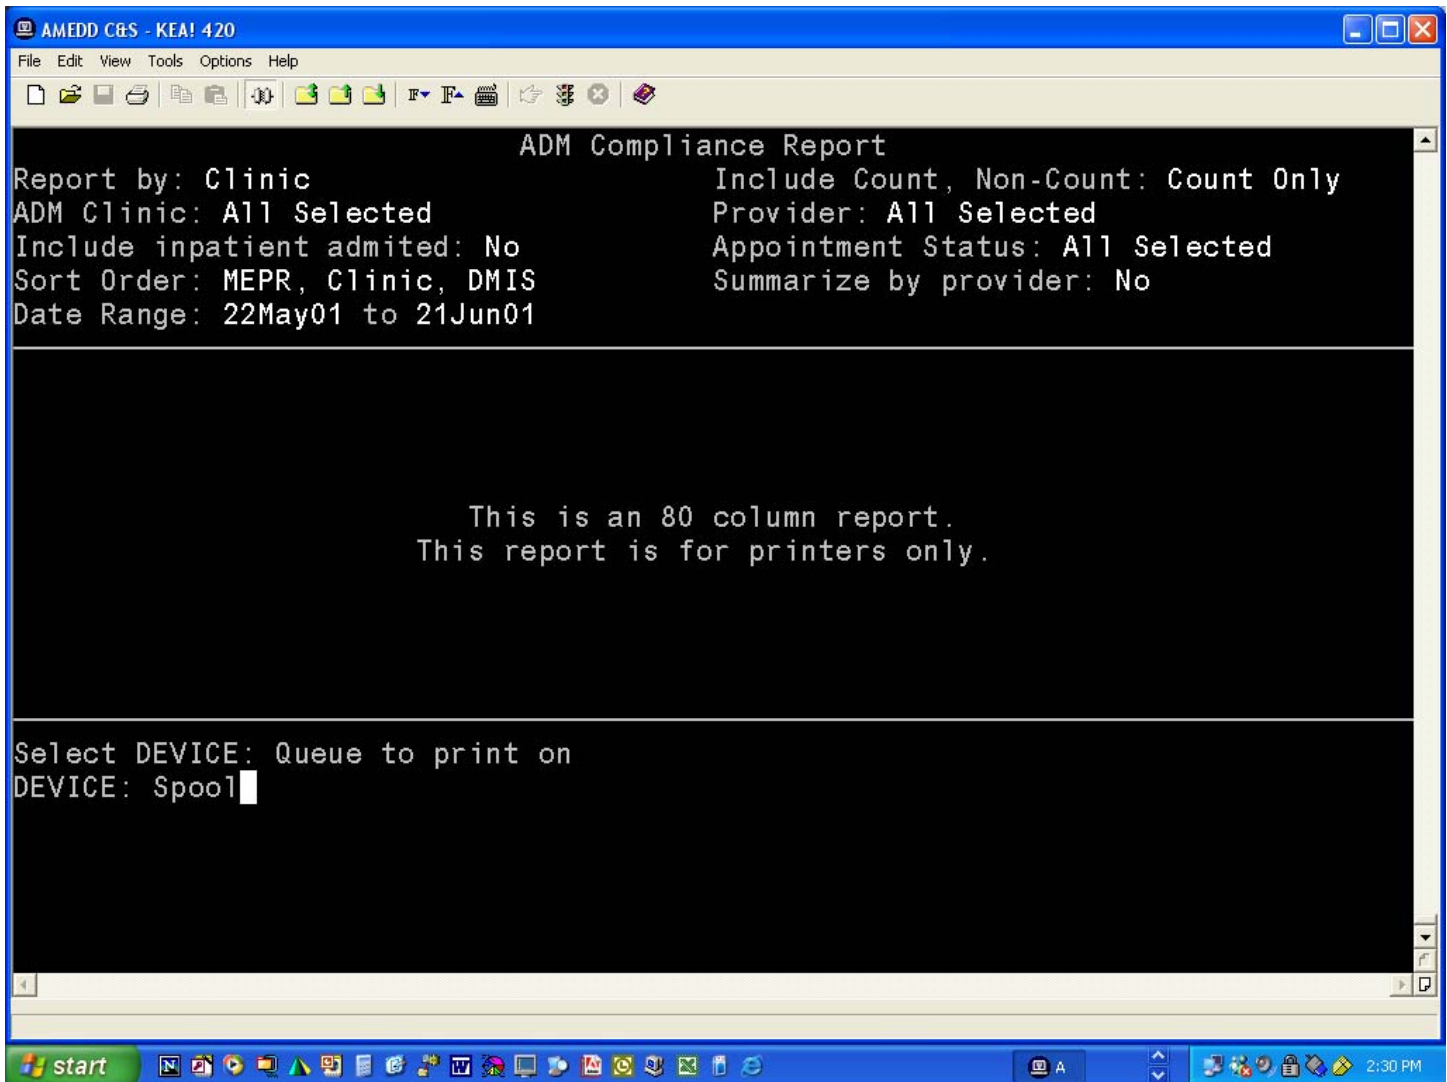 AMEDD C&S - KEA! 420
File Edit View Tools Options Help
ADM Compliance Report
Report by: Clinic Include Count, Non-Count: Count Only
ADM Clinic: All Selected Provider: All Selected
Include inpatient admited: No Appointment Status: All Selected
Sort Order: MEPR, Clinic, DMIS Summarize by provider: No
Date Range: 22May01 to 21Jun01
This is an 80 column report.
This report is for printers only.
Select DEVICE: Queue to print on
DEVICE: Spool
start A 2:30 PM